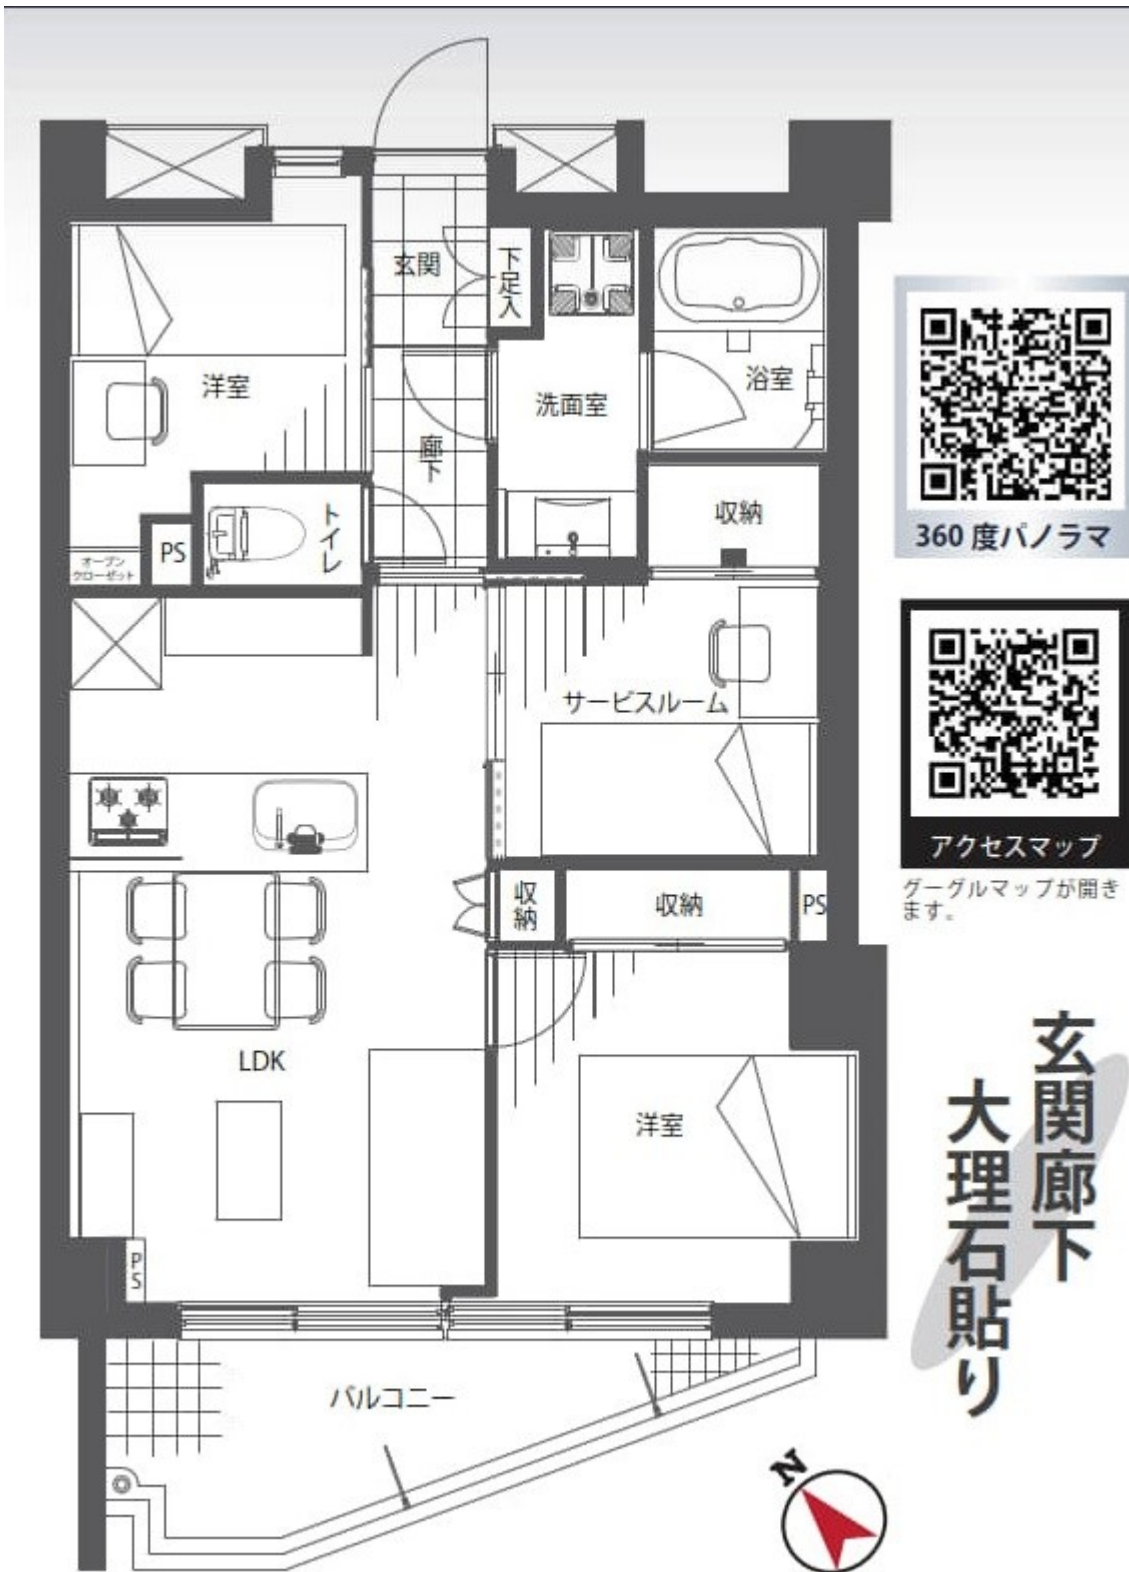 玄関
下足入
洋室
廊下
洗面室
浴室
トイレ
PS
オープン
クローゼット
収納
サービスルーム
収納
収納
PS
LDK
洋室
PS
バルコニー
N
360度パノラマ
アクセスマップ
グーグルマップが開き
ます。
玄関廊下
大理石貼り